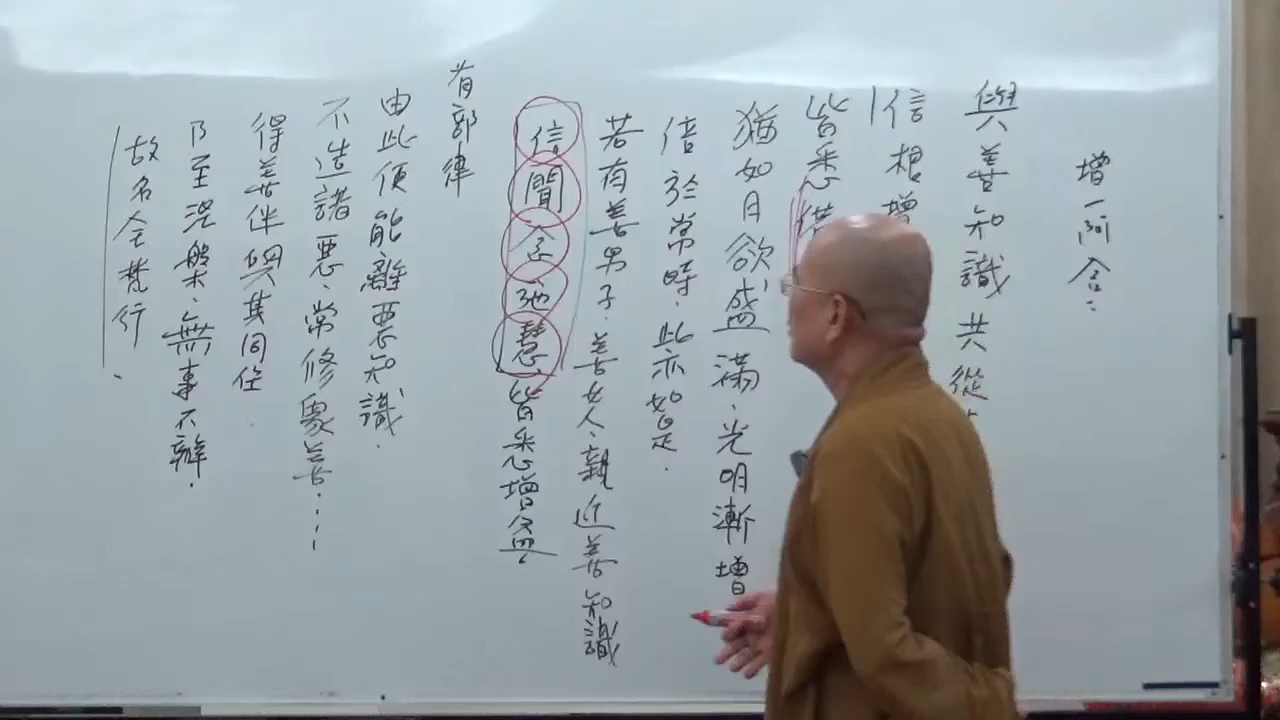 增一阿含：
與善知識共從
信根增
皆悉備
猶如月欲盛滿、光明漸增
倍於常時．此亦如是．
若有善男子．善女人、親近善知識
信聞念施慧皆悉增益、
有部律
由此便能離惡知識．
不造諸惡、常修眾善……
得善伴與其同住
乃至涅槃、無事不辦．
故名全梵行．